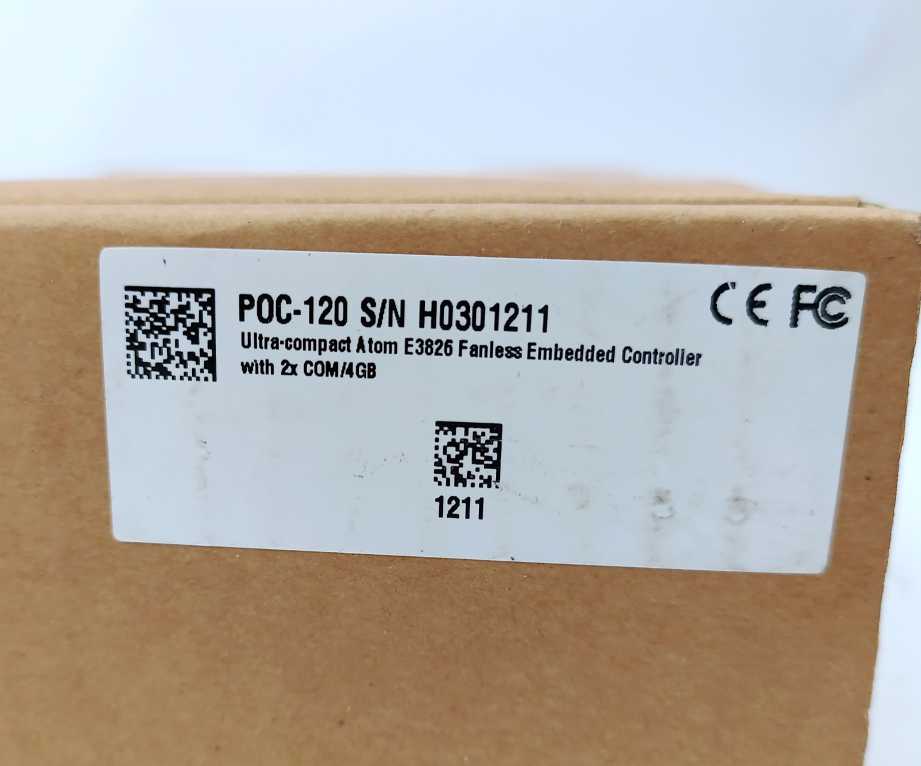 POC-120 S/N H0301211
Ultra-compact Atom E3826 Fanless Embedded Controller
with 2x COM/4GB
CE FC
1211